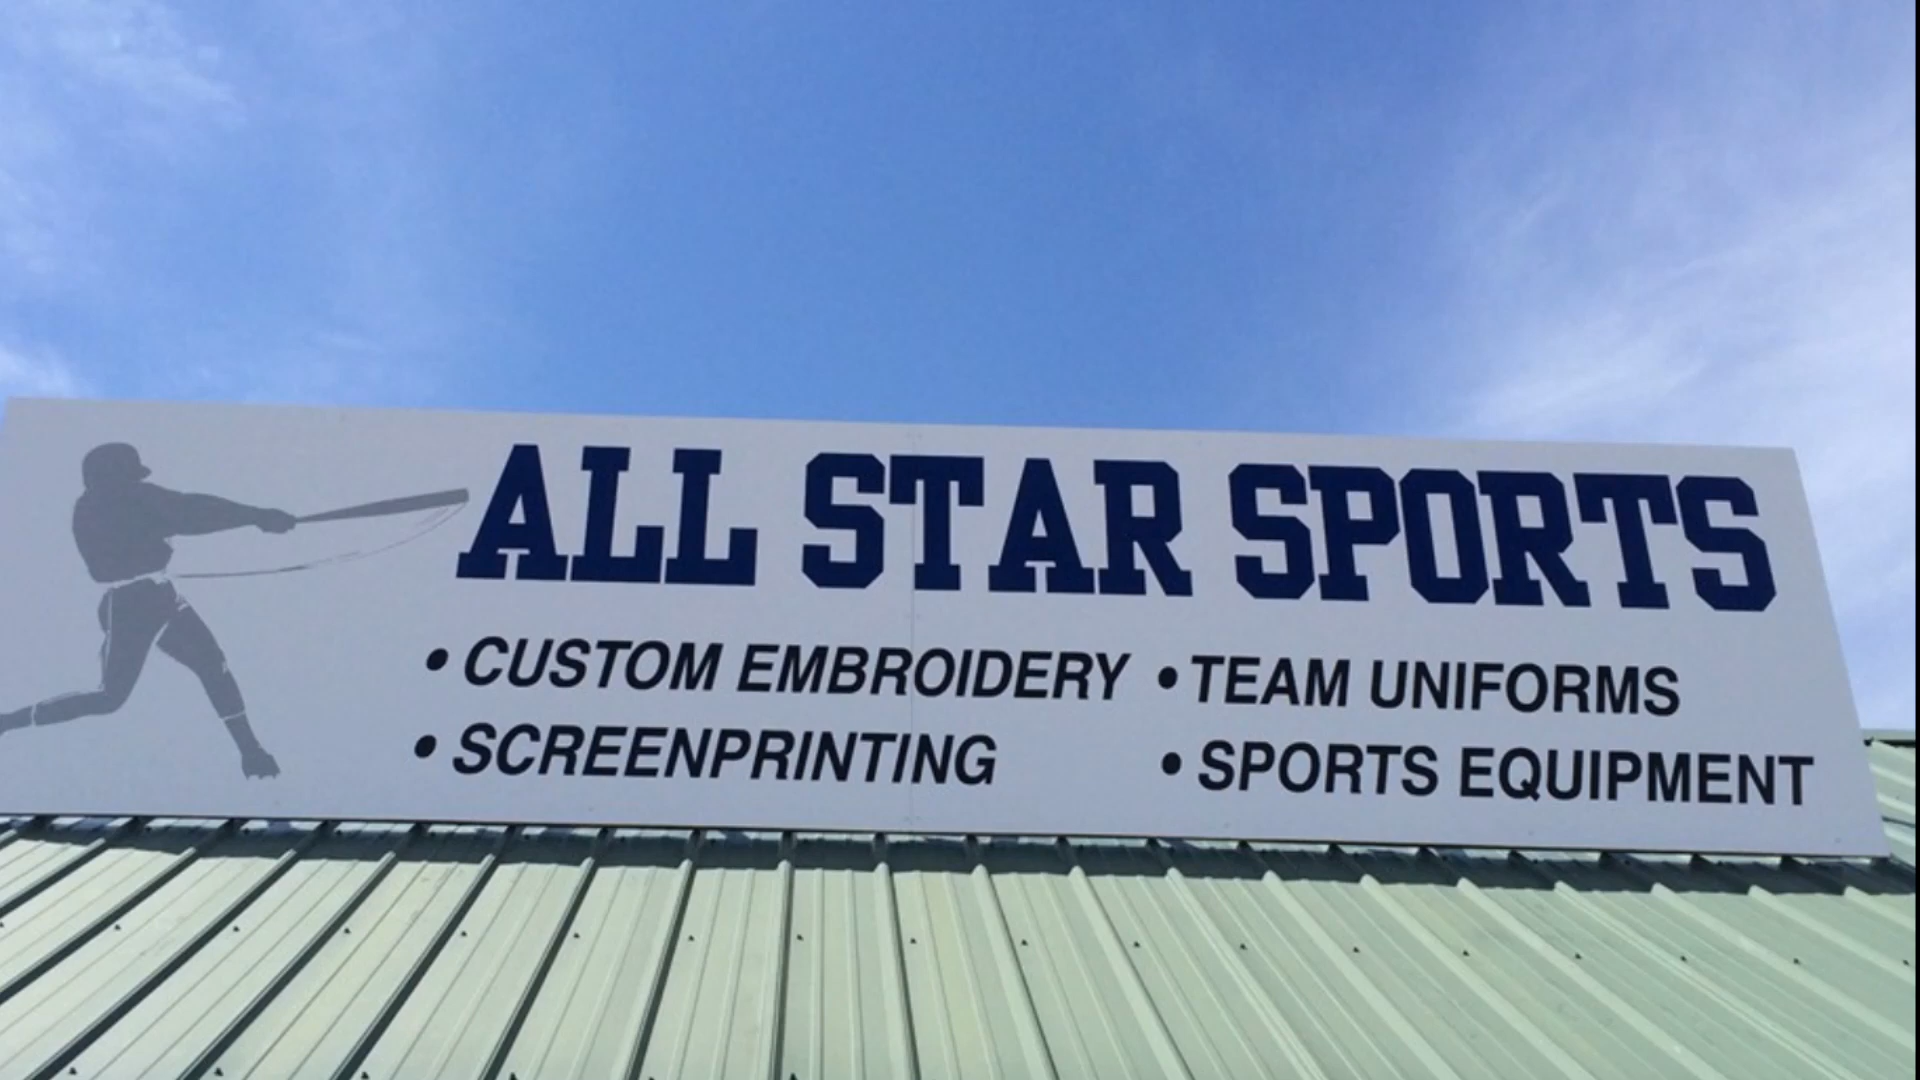 ALL STAR SPORTS
• CUSTOM EMBROIDERY • TEAM UNIFORMS
• SCREENPRINTING • SPORTS EQUIPMENT